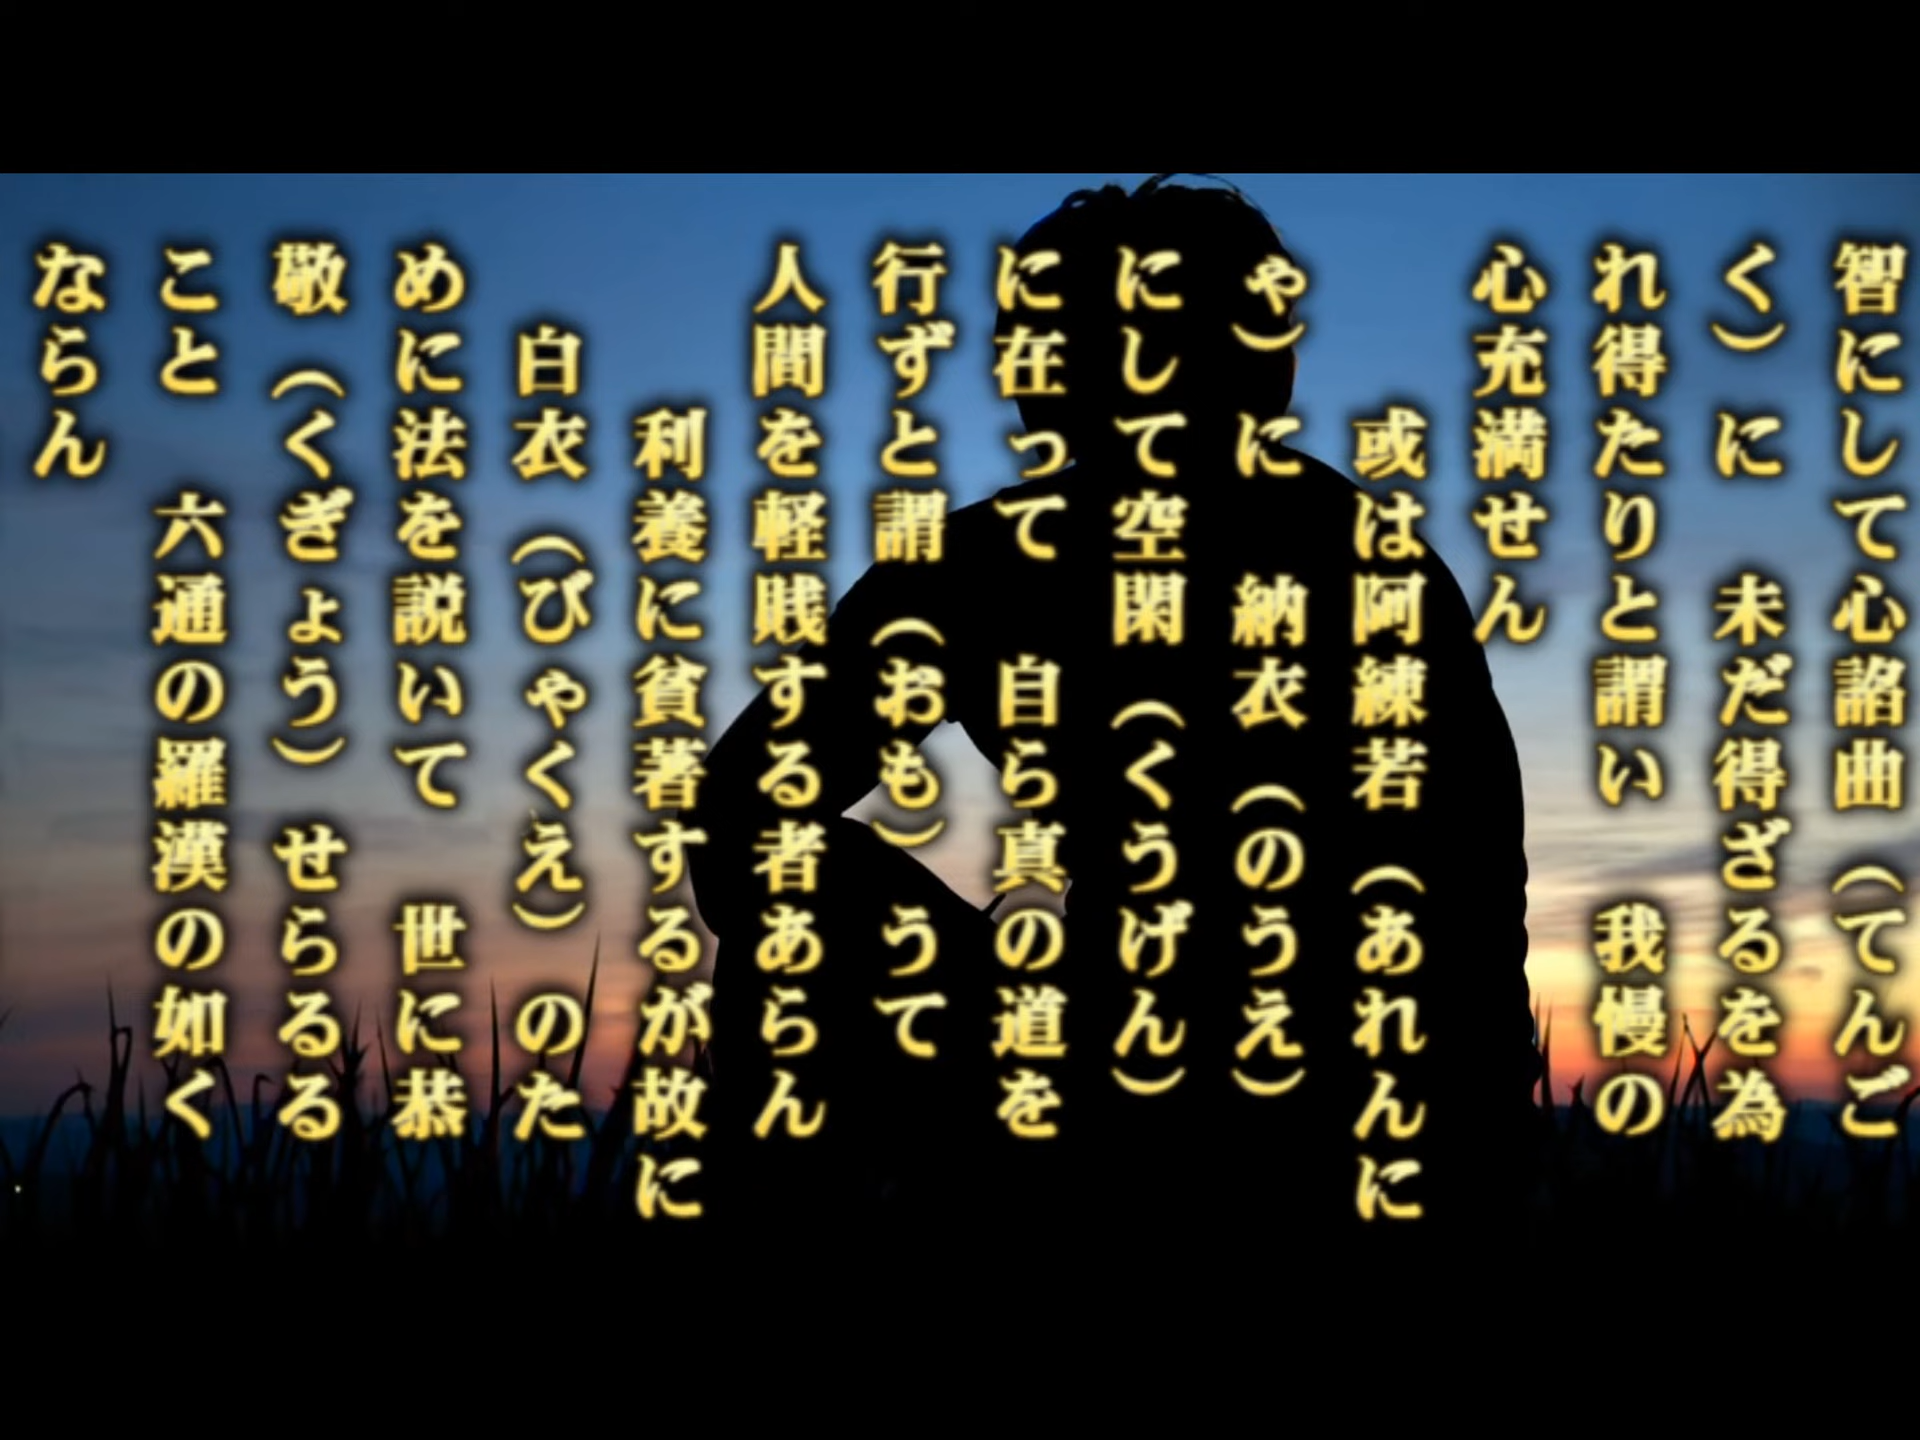 智にして心諂曲（てんご
く）に　未だ得ざるを為
れ得たりと謂い　我慢の
心充満せん
或は阿練若（あれんに
ゃ）に　納衣（のうえ）
にして空閑（くうげん）
に在って　自ら真の道を
行ずと謂（おも）うて
人間を軽賎する者あらん
利養に貧著するが故に
白衣（びゃくえ）のた
めに法を説いて　世に恭
敬（くぎょう）せらるる
こと　六通の羅漢の如く
ならん